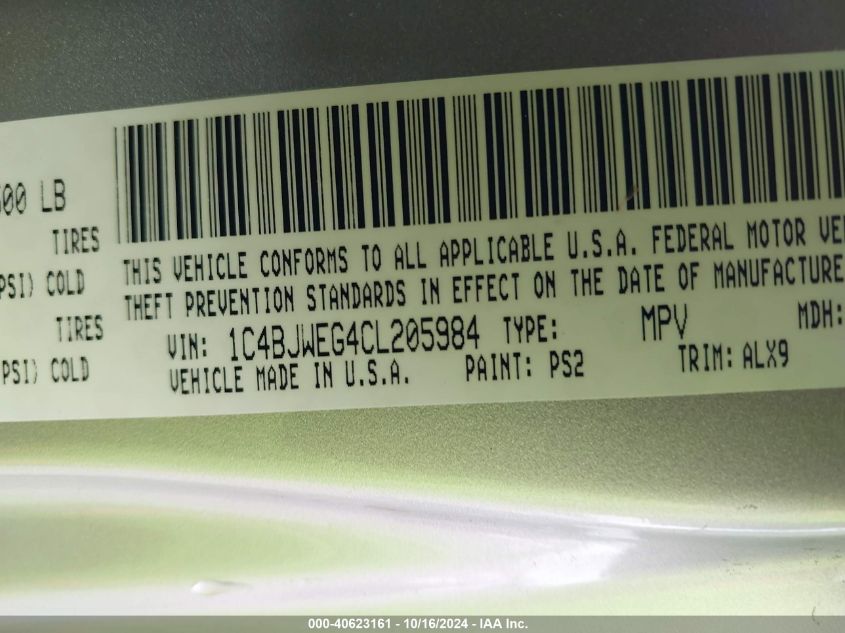 LB
TIRES
PSI) COLD
TIRES
PSI) COLD
THIS VEHICLE CONFORMS TO ALL APPLICABLE U.S.A. FEDERAL MOTOR
THEFT PREVENTION STANDARDS IN EFFECT ON THE DATE OF MANUFACTURE
VIN: 1C4BJWEG4CL205984 TYPE: MPV MDH:
VEHICLE MADE IN U.S.A. PAINT: PS2 TRIM: ALX9
000-40623161 - 10/16/2024 - IAA Inc.